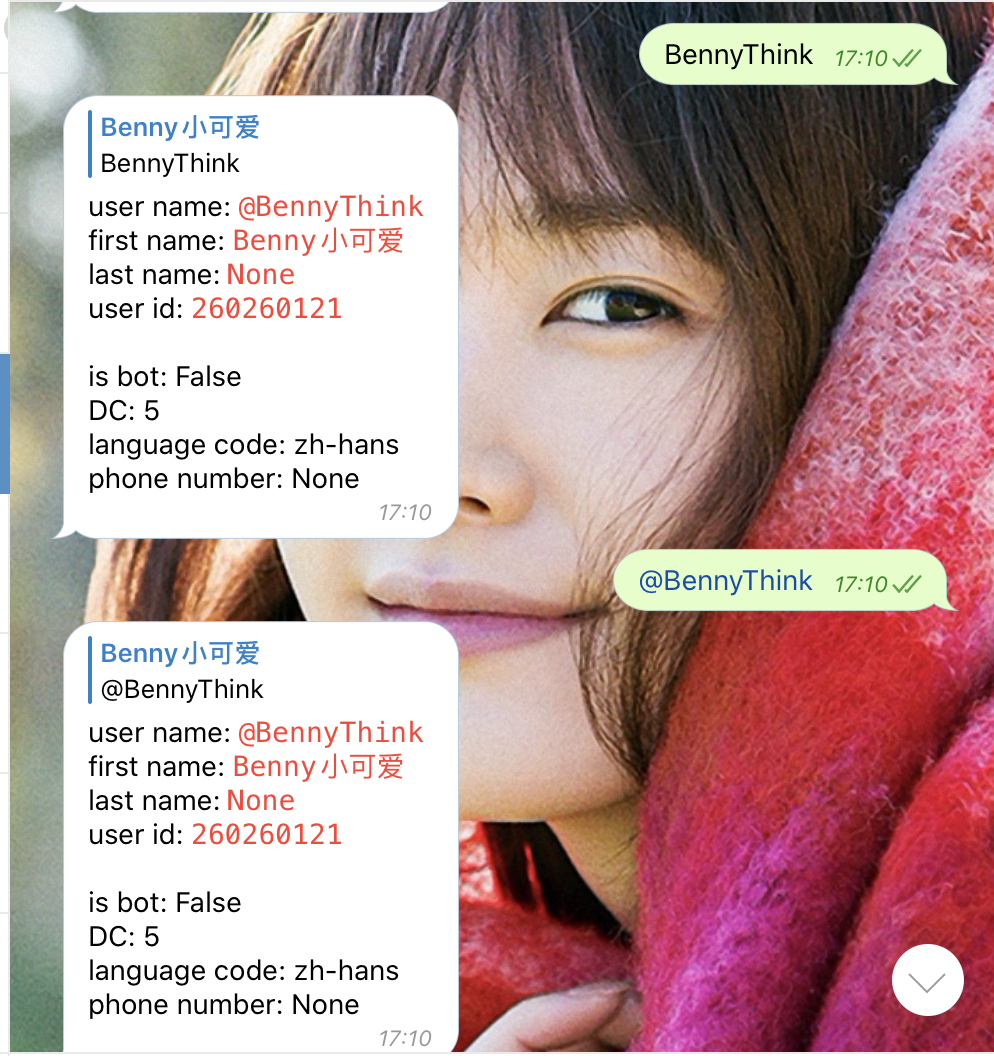 BennyThink 17:10
Benny小可爱
BennyThink
user name: @BennyThink
first name: Benny小可爱
last name: None
user id: 260260121
is bot: False
DC: 5
language code: zh-hans
phone number: None
17:10
@BennyThink 17:10
Benny小可爱
@BennyThink
user name: @BennyThink
first name: Benny小可爱
last name: None
user id: 260260121
is bot: False
DC: 5
language code: zh-hans
phone number: None
17:10